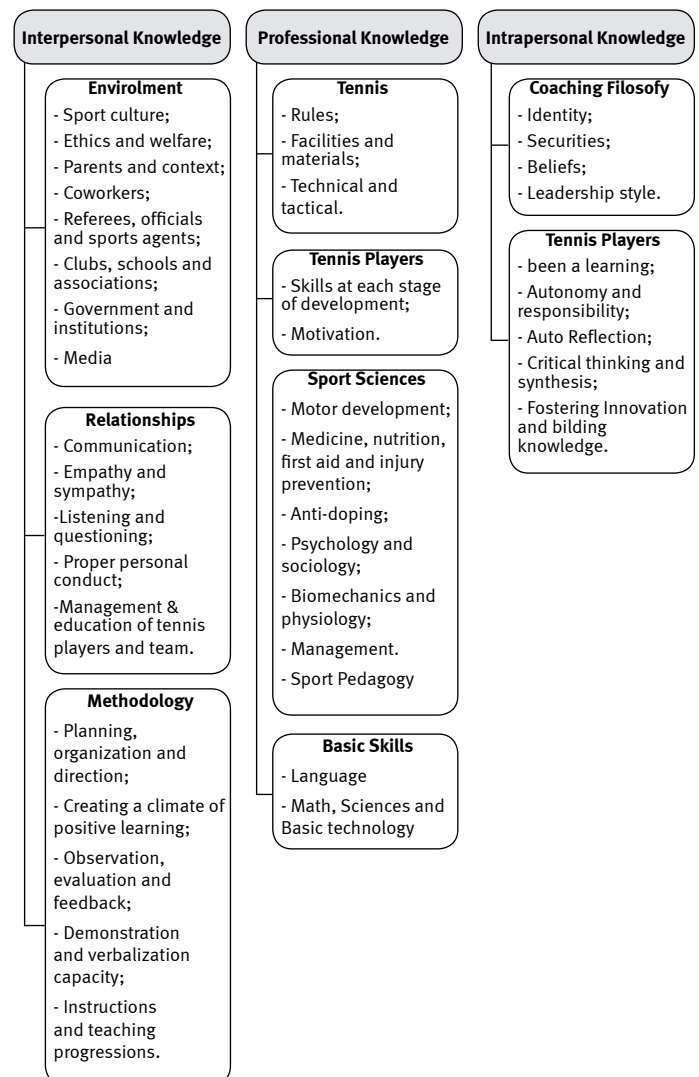 Interpersonal Knowledge
Envirolment
- Sport culture;
- Ethics and welfare;
- Parents and context;
- Coworkers;
- Referees, officials
and sports agents;
- Clubs, schools and
associations;
- Government and
institutions;
- Media
Relationships
- Communication;
- Empathy and
sympathy;
-Listening and
questioning;
- Proper personal
conduct;
-Management &
education of tennis
players and team.
Methodology
- Planning,
organization and
direction;
- Creating a climate of
positive learning;
- Observation,
evaluation and
feedback;
- Demonstration
and verbalization
capacity;
- Instructions
and teaching
progressions.
Professional Knowledge
Tennis
- Rules;
- Facilities and
materials;
- Technical and
tactical.
Tennis Players
- Skills at each stage
of development;
- Motivation.
Sport Sciences
- Motor development;
- Medicine, nutrition,
first aid and injury
prevention;
- Anti-doping;
- Psychology and
sociology;
- Biomechanics and
physiology;
- Management.
- Sport Pedagogy
Basic Skills
- Language
- Math, Sciences and
Basic technology
Intrapersonal Knowledge
Coaching Filosofy
- Identity;
- Securities;
- Beliefs;
- Leadership style.
Tennis Players
- been a learning;
- Autonomy and
responsibility;
- Auto Reflection;
- Critical thinking and
synthesis;
- Fostering Innovation
and bilding
knowledge.